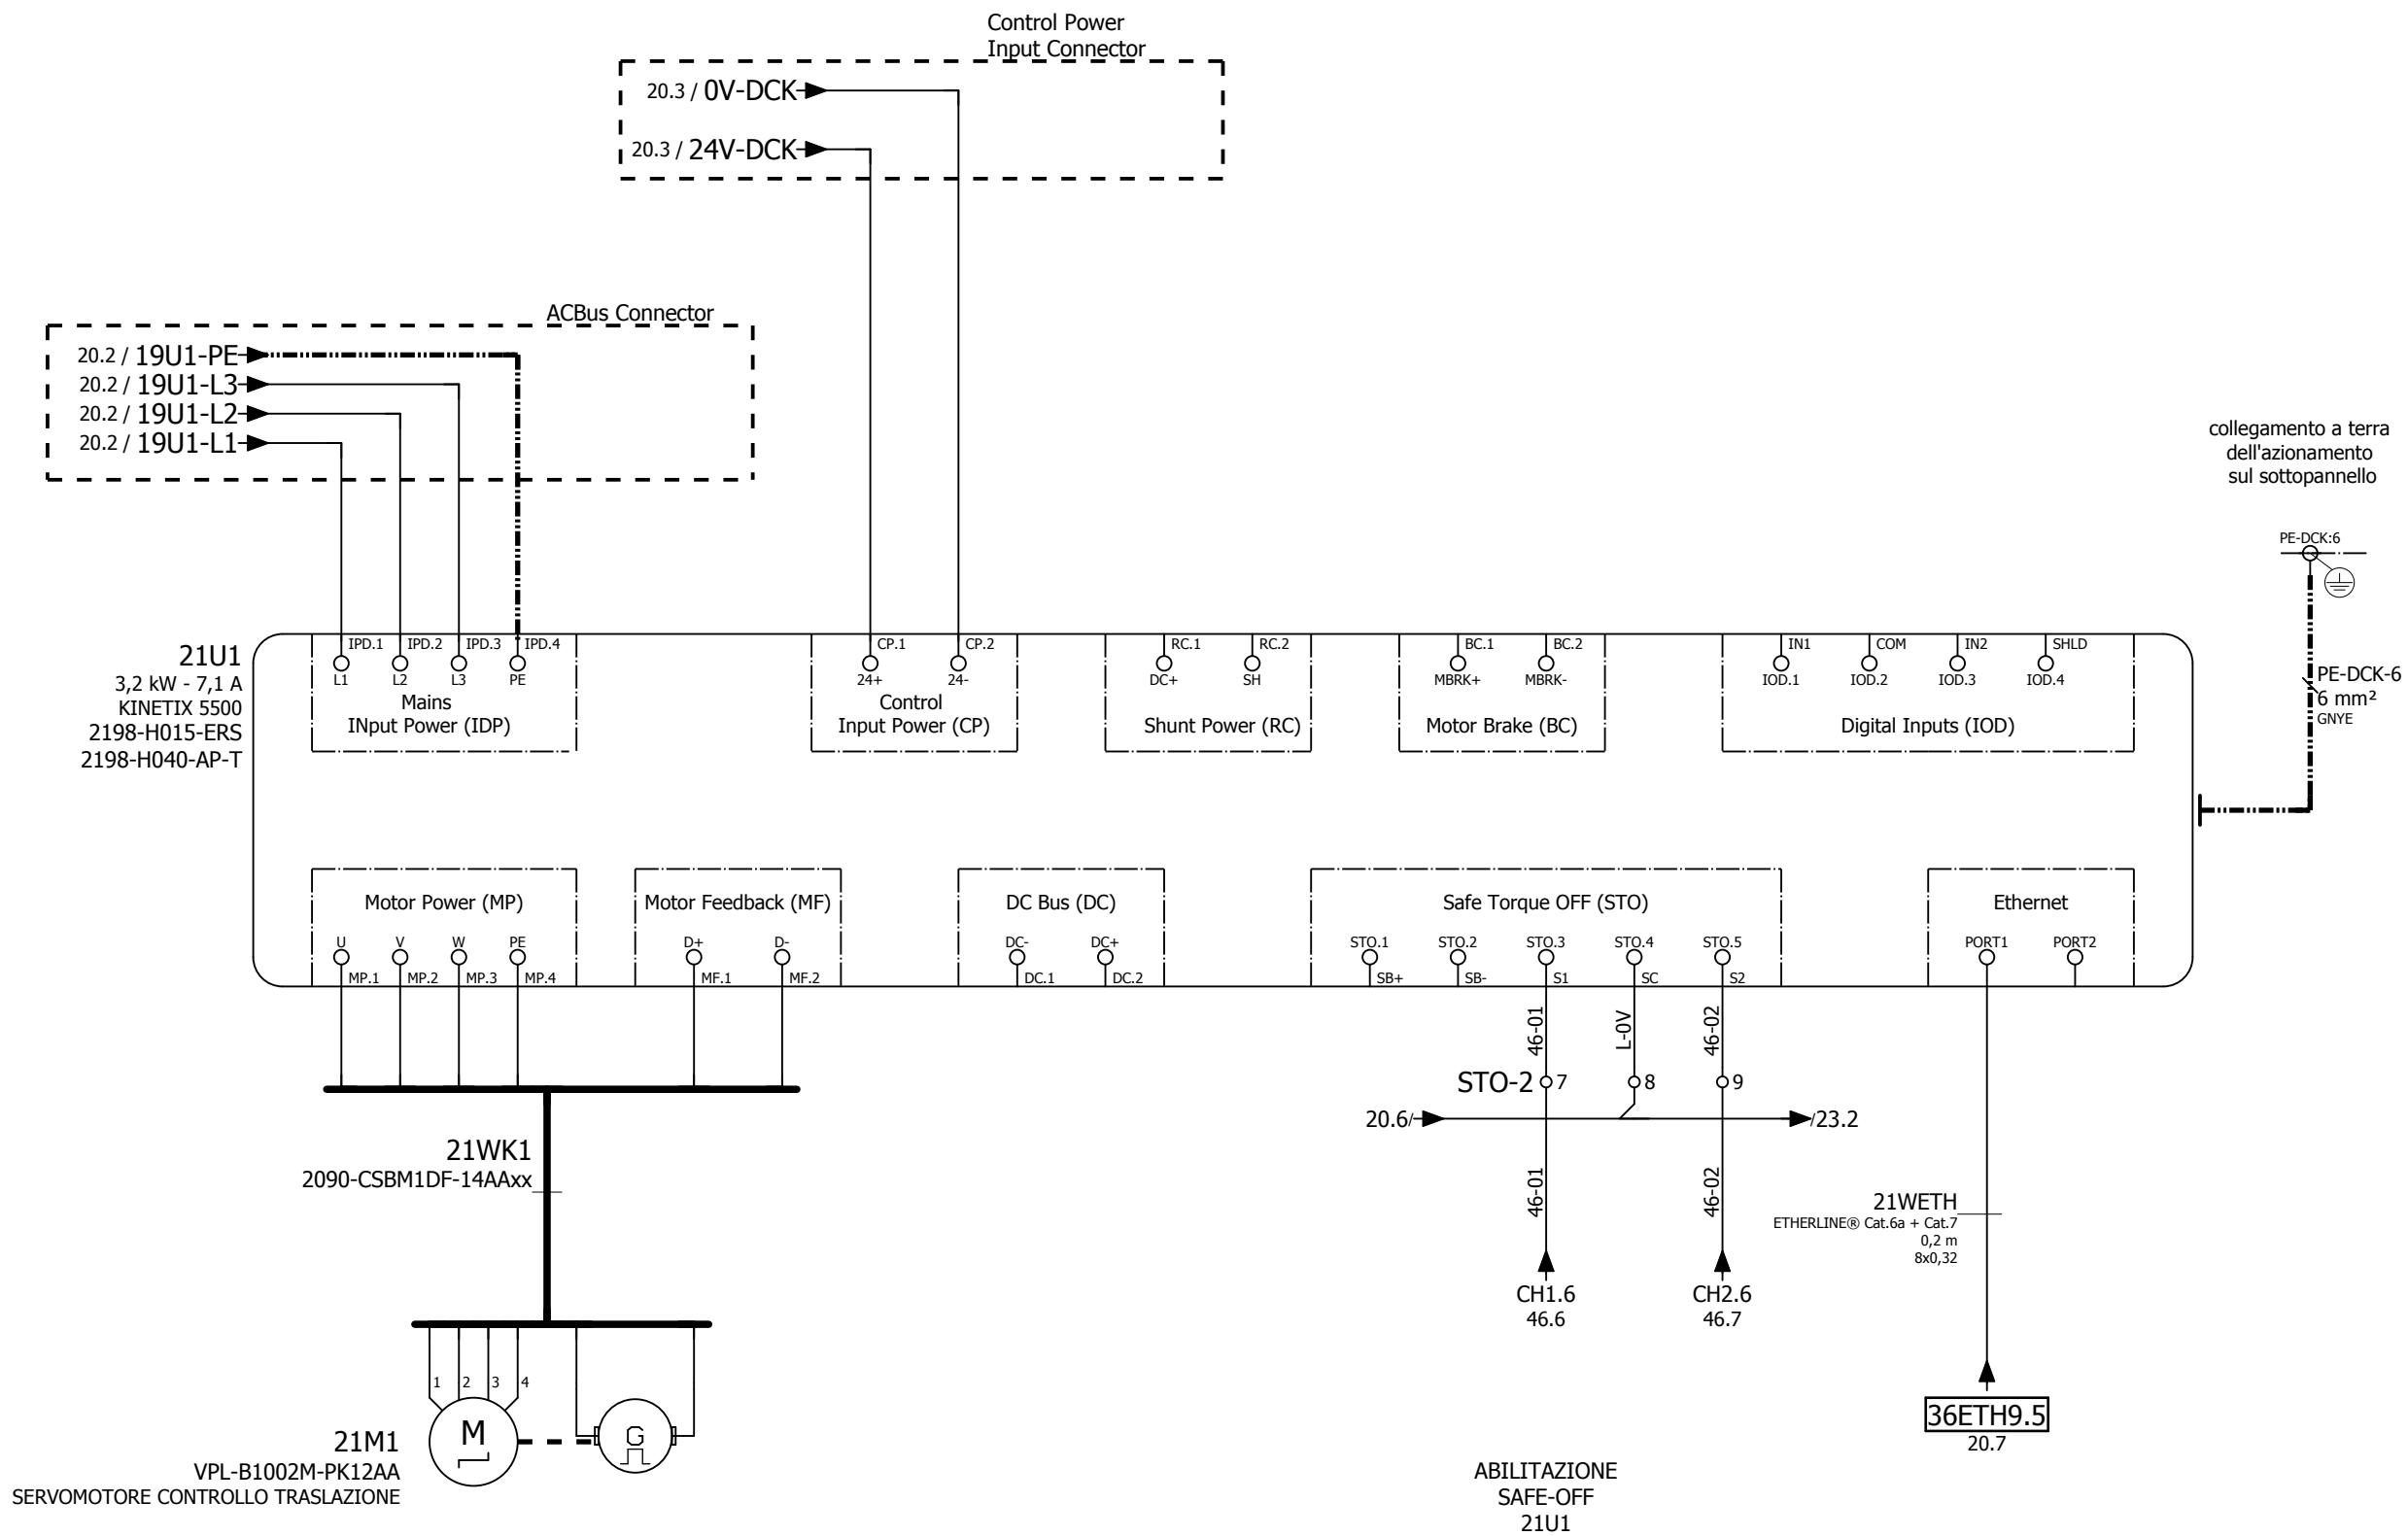 Control Power
Input Connector
20.3 / 0V-DCK
20.3 / 24V-DCK
ACBus Connector
20.2 / 19U1-PE
20.2 / 19U1-L3
20.2 / 19U1-L2
20.2 / 19U1-L1
collegamento a terra
dell'azionamento
sul sottopannello
PE-DCK:6
PE-DCK-6
6 mm²
GNYE
21U1
3,2 kW - 7,1 A
KINETIX 5500
2198-H015-ERS
2198-H040-AP-T
IPD.1 IPD.2 IPD.3 IPD.4
L1 L2 L3 PE
Mains
INput Power (IDP)
CP.1 CP.2
24+ 24-
Control
Input Power (CP)
RC.1 RC.2
DC+ SH
Shunt Power (RC)
BC.1 BC.2
MBRK+ MBRK-
Motor Brake (BC)
IN1 COM IN2 SHLD
IOD.1 IOD.2 IOD.3 IOD.4
Digital Inputs (IOD)
Motor Power (MP)
U V W PE
MP.1 MP.2 MP.3 MP.4
Motor Feedback (MF)
D+ D-
MF.1 MF.2
DC Bus (DC)
DC- DC+
DC.1 DC.2
Safe Torque OFF (STO)
STO.1 STO.2 STO.3 STO.4 STO.5
SB+ SB- S1 SC S2
Ethernet
PORT1 PORT2
46-01 L-0V 46-02
STO-2 7 8 9
20.6/ /23.2
46-01 46-02
CH1.6
46.6
CH2.6
46.7
21WK1
2090-CSBM1DF-14AAxx
21WETH
ETHERLINE® Cat.6a + Cat.7
0,2 m
8x0,32
36ETH9.5
20.7
1 2 3 4
M
G
21M1
VPL-B1002M-PK12AA
SERVOMOTORE CONTROLLO TRASLAZIONE
ABILITAZIONE
SAFE-OFF
21U1